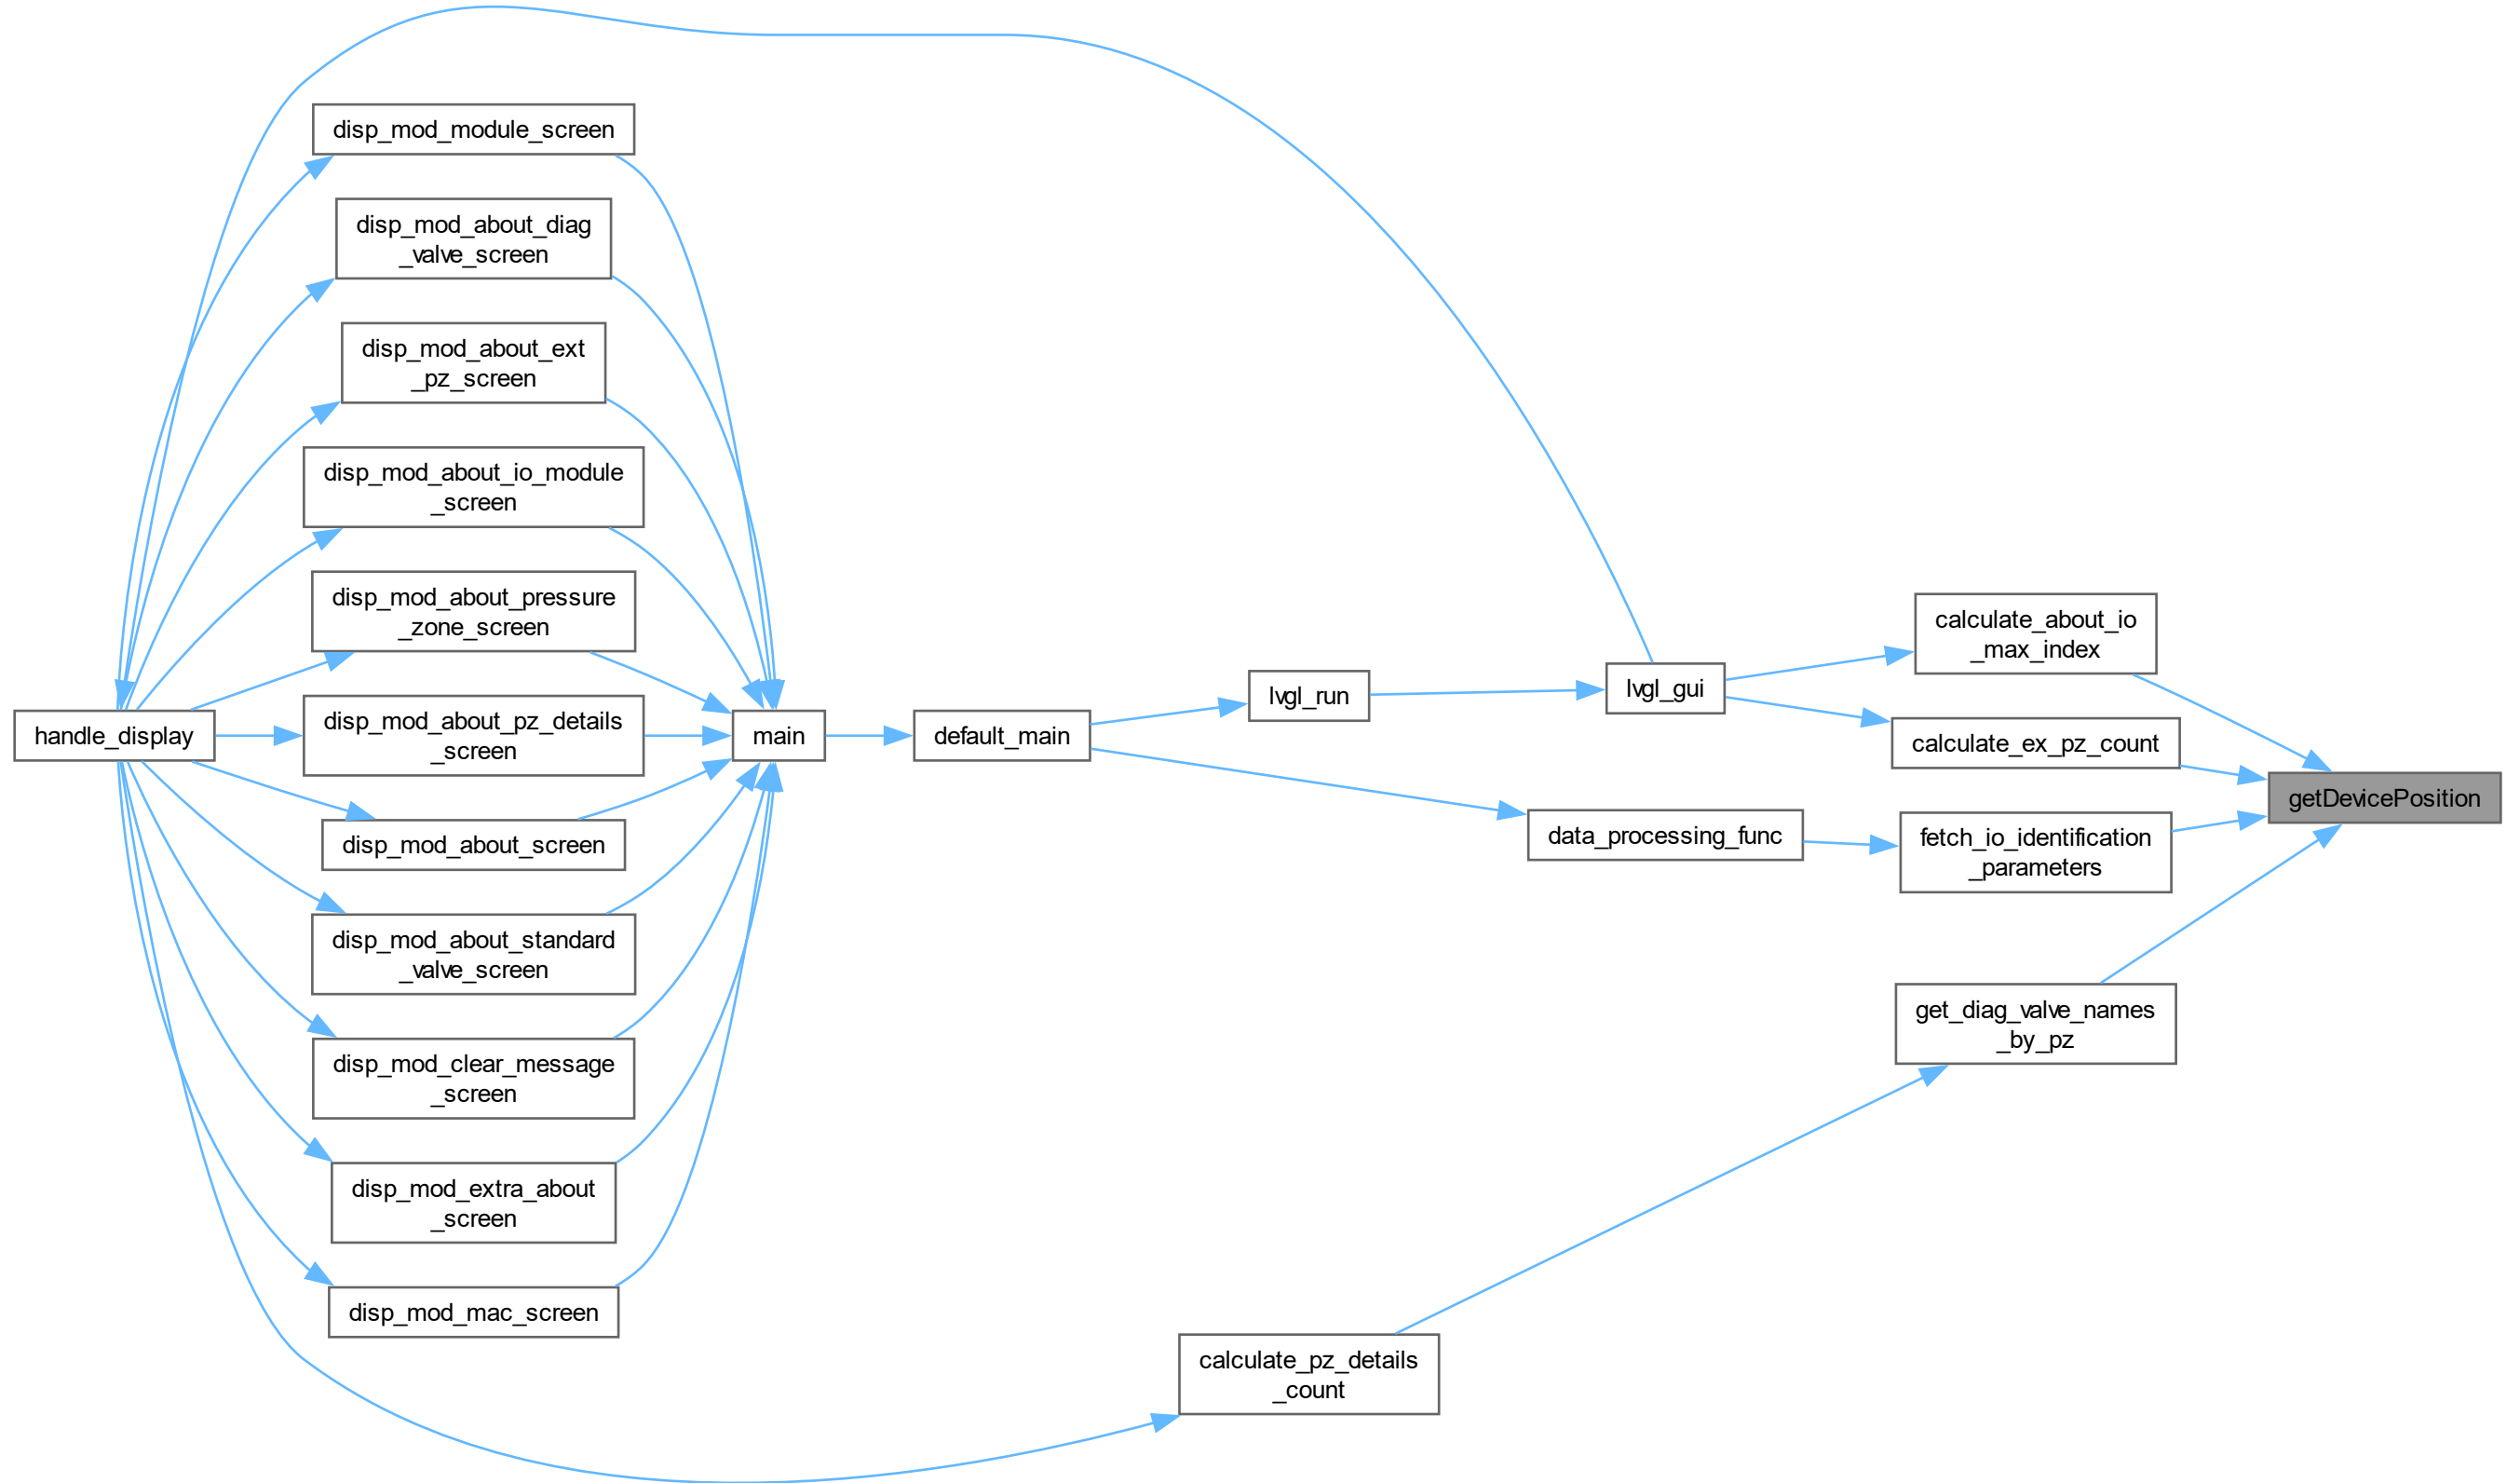 disp_mod_module_screen
disp_mod_about_diag
_valve_screen
disp_mod_about_ext
_pz_screen
disp_mod_about_io_module
_screen
disp_mod_about_pressure
_zone_screen
handle_display
disp_mod_about_pz_details
_screen
disp_mod_about_screen
disp_mod_about_standard
_valve_screen
disp_mod_clear_message
_screen
disp_mod_extra_about
_screen
disp_mod_mac_screen
main
default_main
lvgl_run
lvgl_gui
data_processing_func
calculate_pz_details
_count
calculate_about_io
_max_index
calculate_ex_pz_count
fetch_io_identification
_parameters
get_diag_valve_names
_by_pz
getDevicePosition